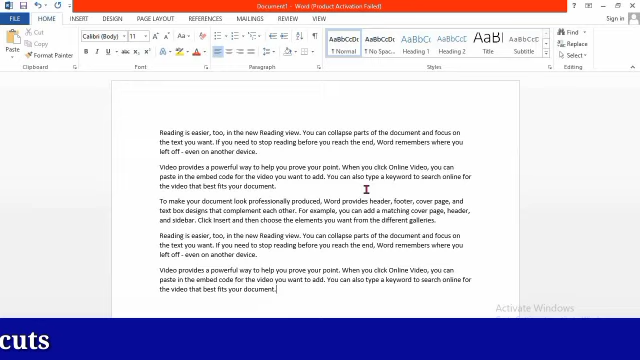 Document1 - Word (Product Activation Failed)
FILE HOME INSERT DESIGN PAGE LAYOUT REFERENCES MAILINGS REVIEW VIEW Sign in
Paste
Cut
Copy
Format Painter
Clipboard
Calibri (Body) 11
Font
Paragraph
AaBbCcDc AaBbCcDc AaBbCc AaBbCcD AaB AaBbCcD
¶ Normal ¶ No Spac... Heading 1 Heading 2 Title Subtitle
Styles
Find
Replace
Select
Editing
Reading is easier, too, in the new Reading view. You can collapse parts of the document and focus on
the text you want. If you need to stop reading before you reach the end, Word remembers where you
left off - even on another device.
Video provides a powerful way to help you prove your point. When you click Online Video, you can
paste in the embed code for the video you want to add. You can also type a keyword to search online for
the video that best fits your document.
To make your document look professionally produced, Word provides header, footer, cover page, and
text box designs that complement each other. For example, you can add a matching cover page, header,
and sidebar. Click Insert and then choose the elements you want from the different galleries.
Reading is easier, too, in the new Reading view. You can collapse parts of the document and focus on
the text you want. If you need to stop reading before you reach the end, Word remembers where you
left off - even on another device.
Video provides a powerful way to help you prove your point. When you click Online Video, you can
paste in the embed code for the video you want to add. You can also type a keyword to search online for
the video that best fits your document.
Activate Windows
cuts